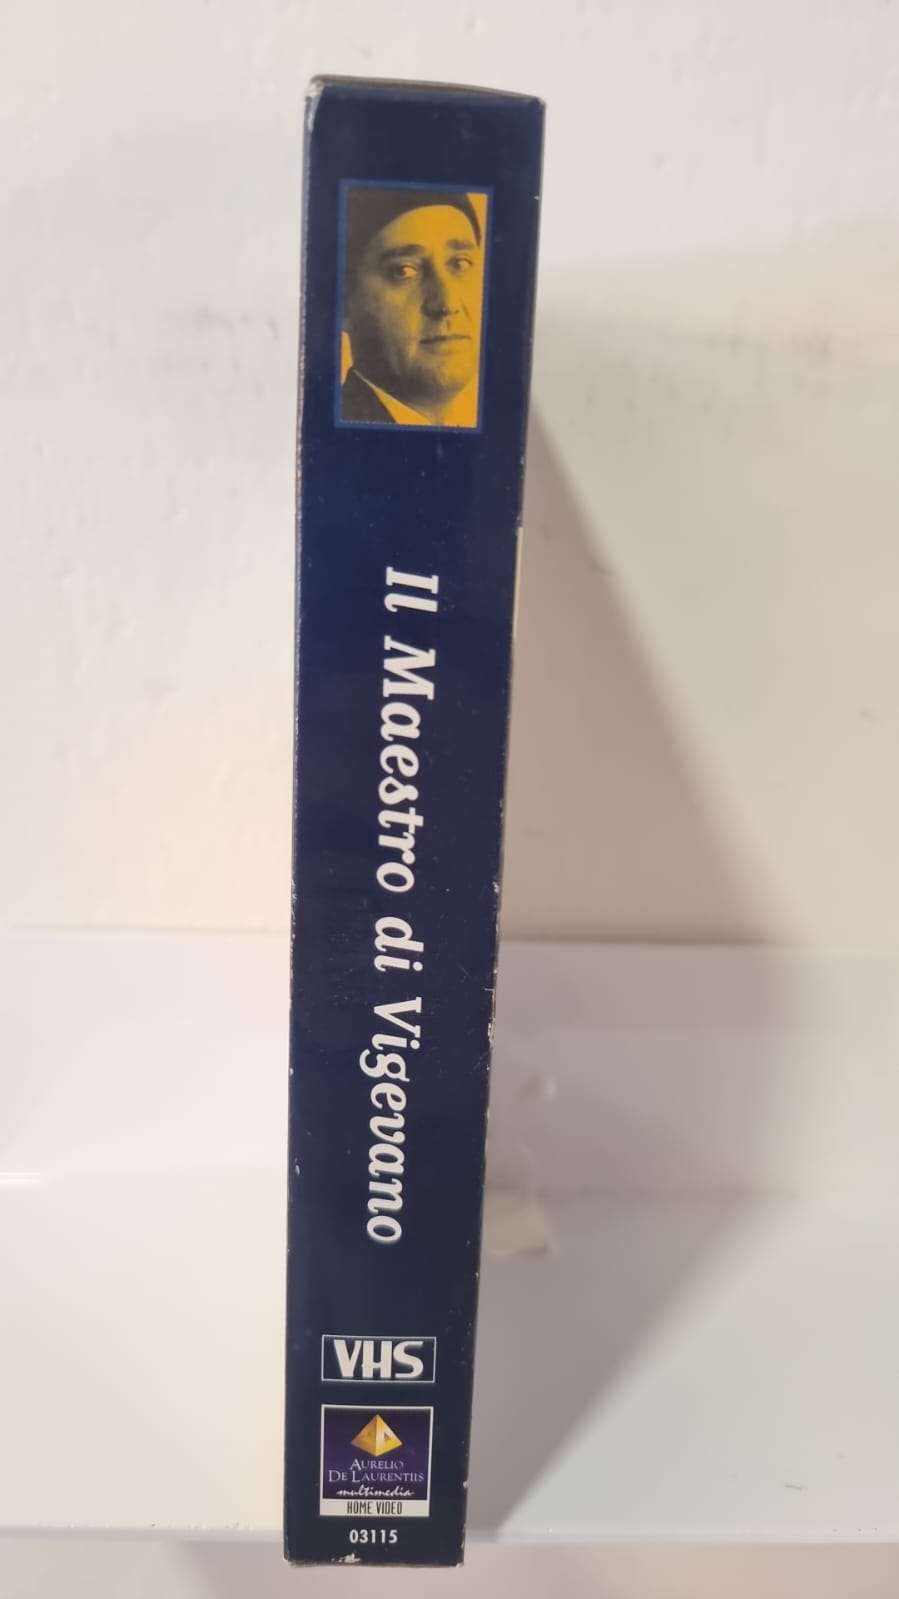 Il Maestro di Vigevano
VHS
AURELIO
DE LAURENTIIS
multimedia
HOME VIDEO
03115